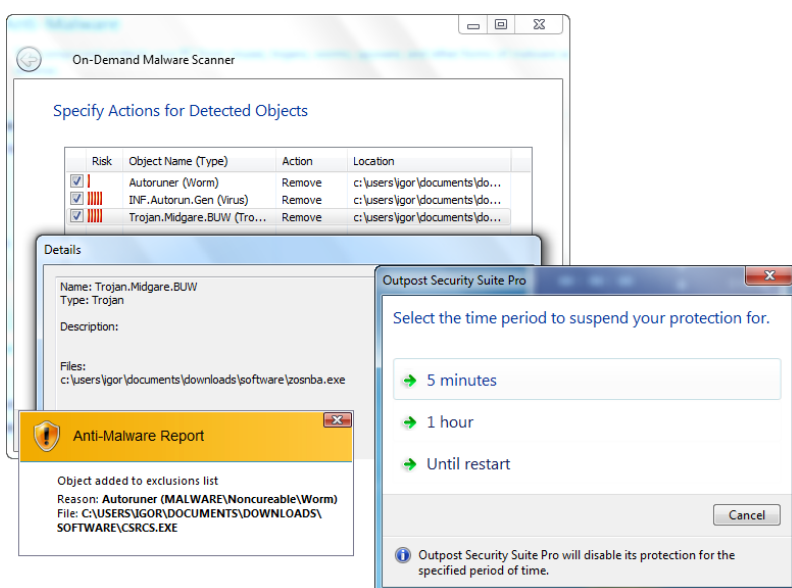 Anti-Malware
On-Demand Malware Scanner
Specify Actions for Detected Objects
Risk Object Name (Type) Action Location
Autoruner (Worm) Remove c:\users\igor\documents\do...
INF.Autorun.Gen (Virus) Remove c:\users\igor\documents\do...
Trojan.Midgare.BUW (Tro... Remove c:\users\igor\documents\do...
Details
Name: Trojan.Midgare.BUW
Type: Trojan
Description:
Files:
c:\users\igor\documents\downloads\software\zosnba.exe
Anti-Malware Report
Object added to exclusions list
Reason: Autoruner (MALWARE\Noncureable\Worm)
File: C:\USERS\IGOR\DOCUMENTS\DOWNLOADS\
SOFTWARE\CSRCS.EXE
Outpost Security Suite Pro
Select the time period to suspend your protection for.
5 minutes
1 hour
Until restart
Cancel
Outpost Security Suite Pro will disable its protection for the
specified period of time.